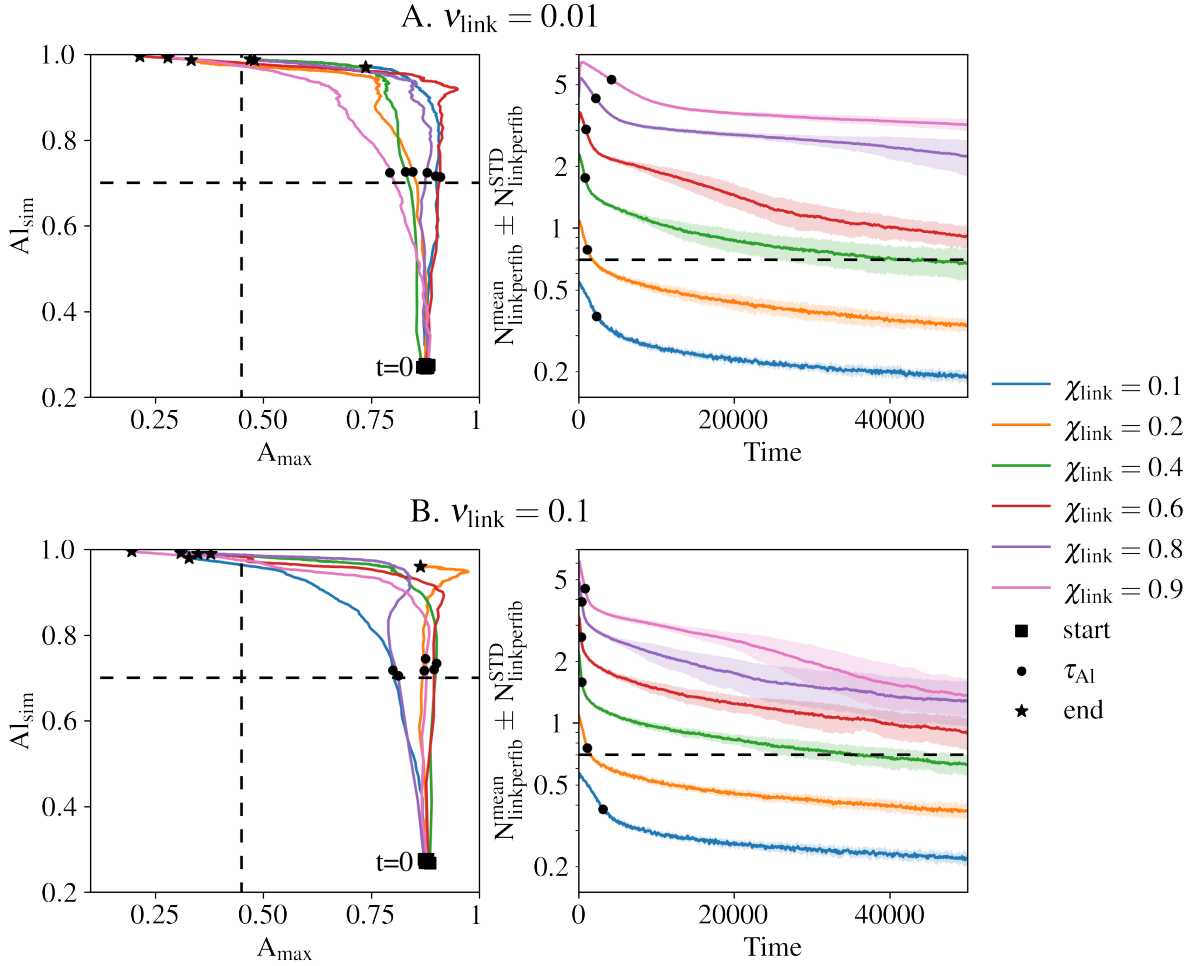 A. ν_link = 0.01
1.0
0.8
0.6
0.4
0.2
Al_sim
t=0
0.25
0.50
0.75
1
A_max
5
2
1
0.5
0.2
N^mean_linkperfib ± N^STD_linkperfib
0
20000
40000
Time
χ_link = 0.1
χ_link = 0.2
χ_link = 0.4
χ_link = 0.6
χ_link = 0.8
χ_link = 0.9
start
τ_Al
end
B. ν_link = 0.1
1.0
0.8
0.6
0.4
0.2
Al_sim
t=0
0.25
0.50
0.75
1
A_max
5
2
1
0.5
0.2
N^mean_linkperfib ± N^STD_linkperfib
0
20000
40000
Time